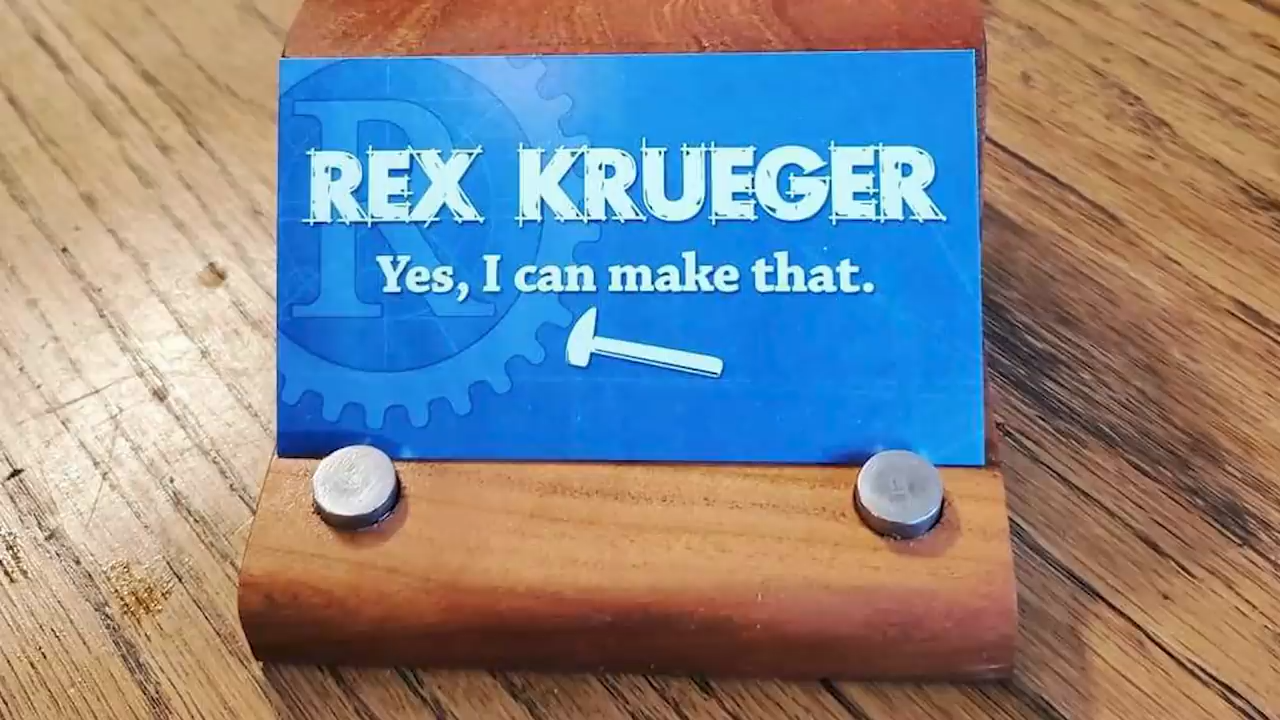 R
REX KRUEGER
Yes, I can make that.